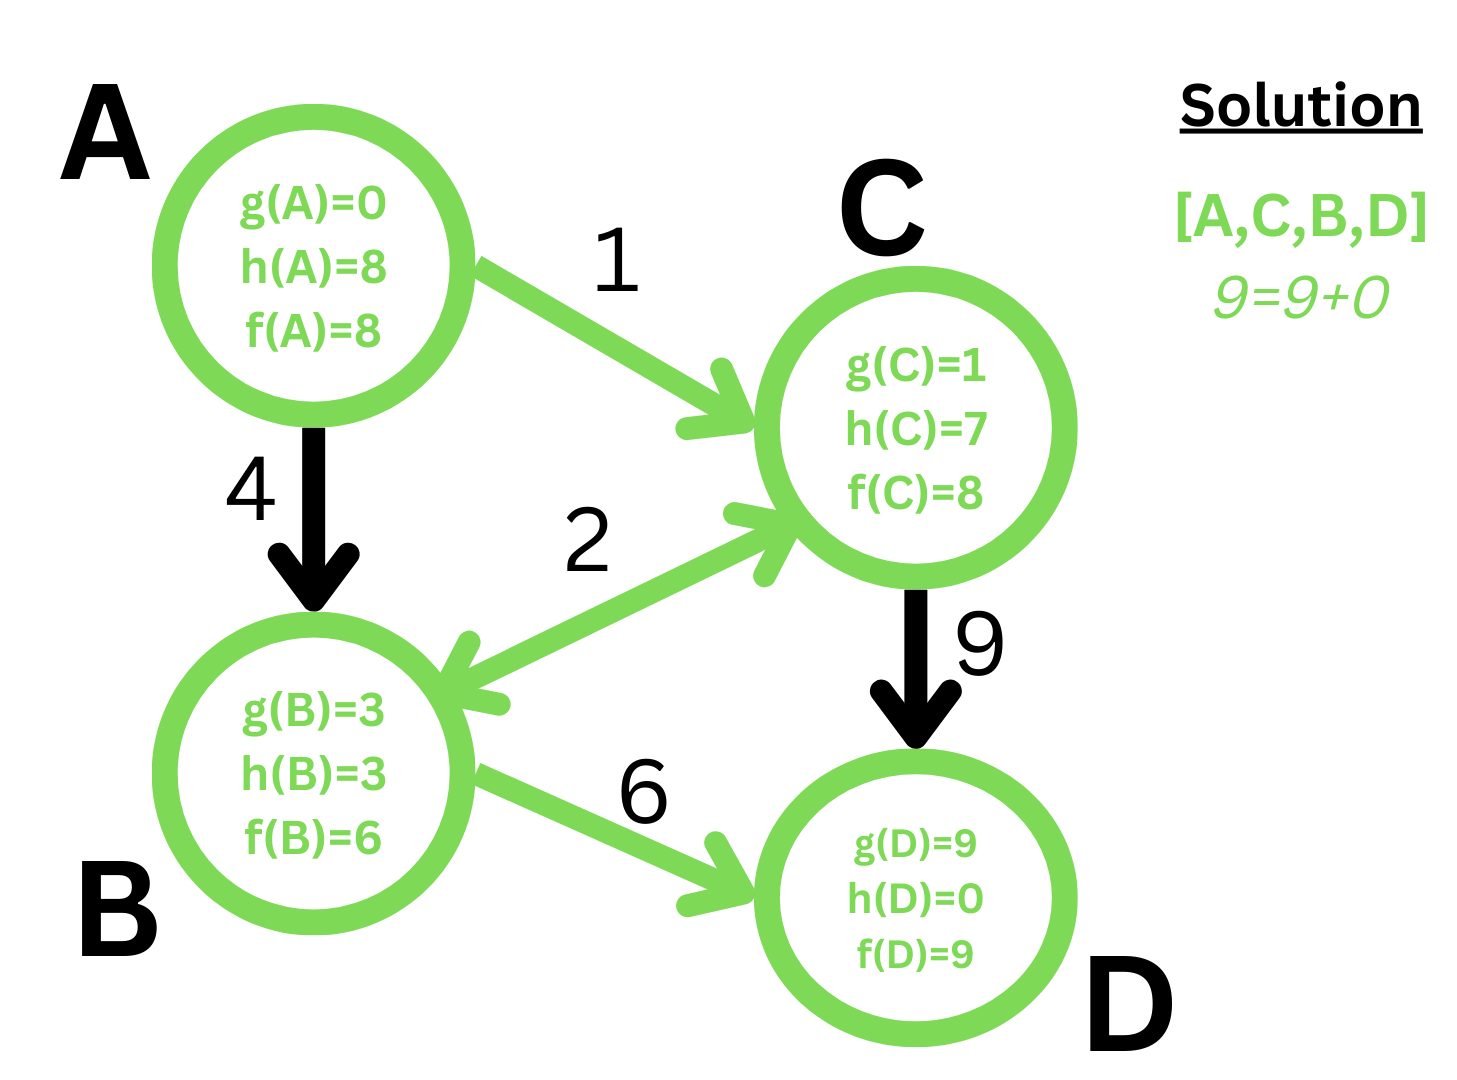 A
g(A)=0
h(A)=8
f(A)=8
1
C
g(C)=1
h(C)=7
f(C)=8
Solution
[A,C,B,D]
9=9+0
4
2
9
B
g(B)=3
h(B)=3
f(B)=6
6
D
g(D)=9
h(D)=0
f(D)=9